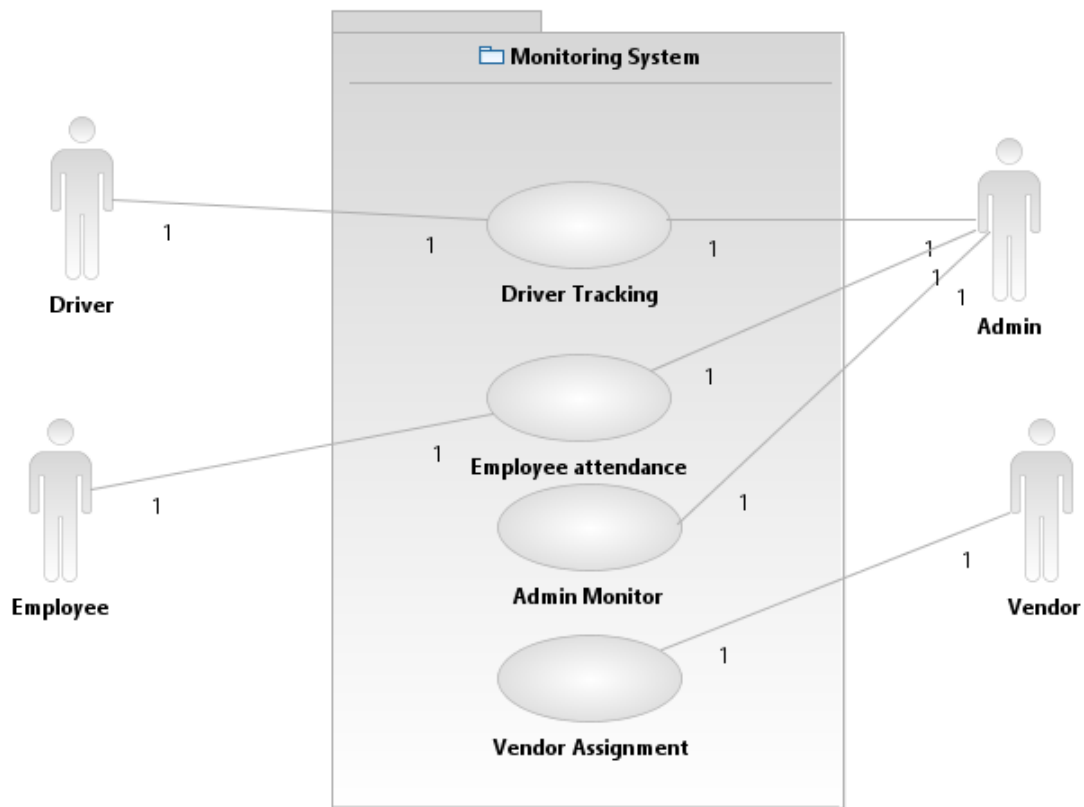 Monitoring System
1
1
1
1
Driver Tracking
Driver
1
1
Admin
1
1
1
Employee attendance
1
1
Admin Monitor
Employee
1
Vendor
1
Vendor Assignment